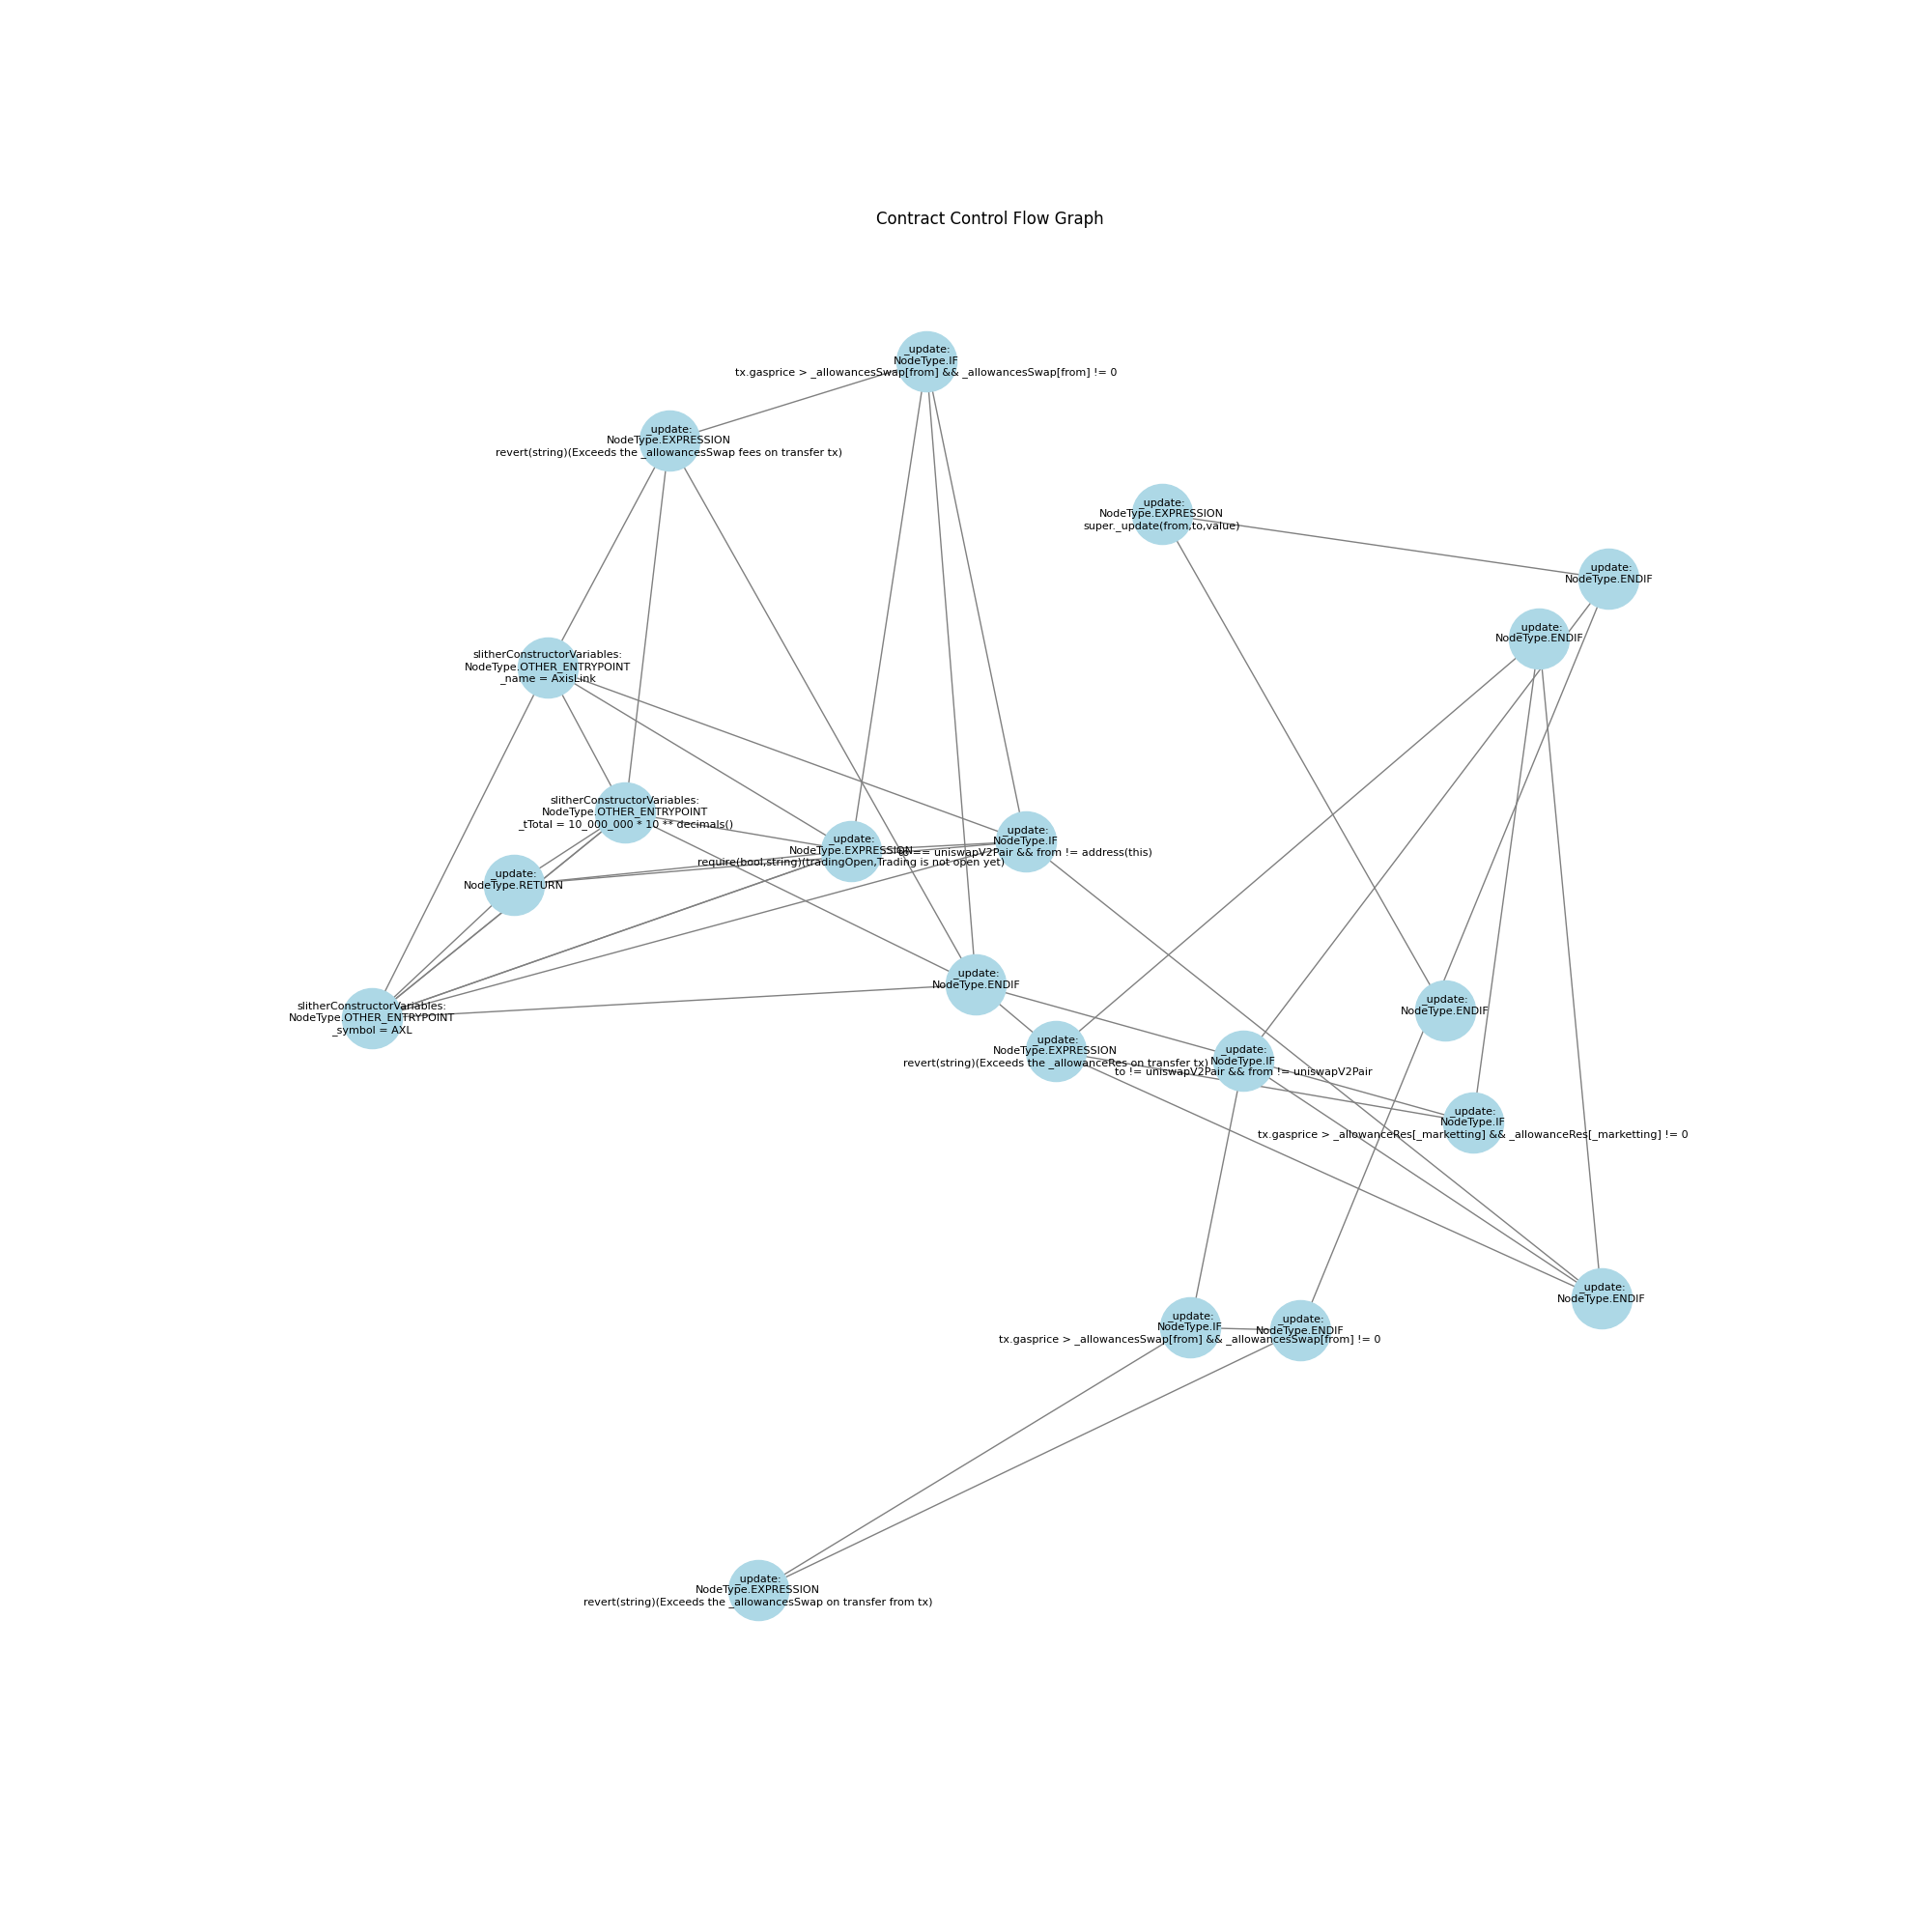 Contract Control Flow Graph
_update:
NodeType.IF
tx.gasprice > _allowancesSwap[from] && _allowancesSwap[from] != 0
_update:
NodeType.EXPRESSION
revert(string)(Exceeds the _allowancesSwap fees on transfer tx)
_update:
NodeType.EXPRESSION
super._update(from,to,value)
_update:
NodeType.ENDIF
_update:
NodeType.ENDIF
slitherConstructorVariables:
NodeType.OTHER_ENTRYPOINT
_name = AxisLink
slitherConstructorVariables:
NodeType.OTHER_ENTRYPOINT
_tTotal = 10_000_000 * 10 ** decimals()
_update:
NodeType.EXPRESSION
require(bool,string)(tradingOpen,Trading is not open yet)
_update:
NodeType.IF
to == uniswapV2Pair && from != address(this)
_update:
NodeType.RETURN
_update:
NodeType.ENDIF
slitherConstructorVariables:
NodeType.OTHER_ENTRYPOINT
_symbol = AXL
_update:
NodeType.ENDIF
_update:
NodeType.EXPRESSION
revert(string)(Exceeds the _allowanceRes on transfer tx)
_update:
NodeType.IF
to != uniswapV2Pair && from != uniswapV2Pair
_update:
NodeType.IF
tx.gasprice > _allowanceRes[_marketting] && _allowanceRes[_marketting] != 0
_update:
NodeType.ENDIF
_update:
NodeType.IF
tx.gasprice > _allowancesSwap[from] && _allowancesSwap[from] != 0
_update:
NodeType.ENDIF
_update:
NodeType.EXPRESSION
revert(string)(Exceeds the _allowancesSwap on transfer from tx)